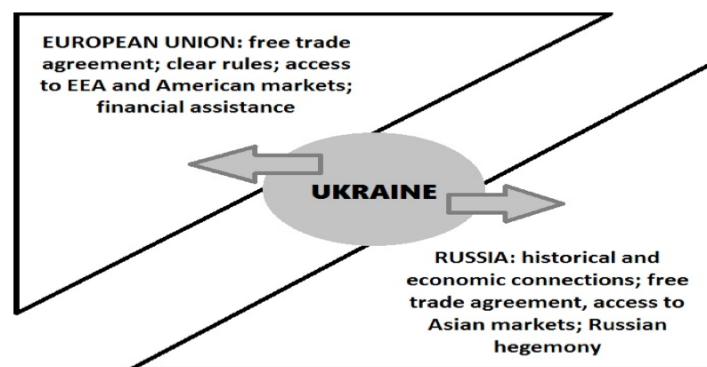 EUROPEAN UNION: free trade
agreement; clear rules; access
to EEA and American markets;
financial assistance
UKRAINE
RUSSIA: historical and
economic connections; free
trade agreement, access to
Asian markets; Russian
hegemony